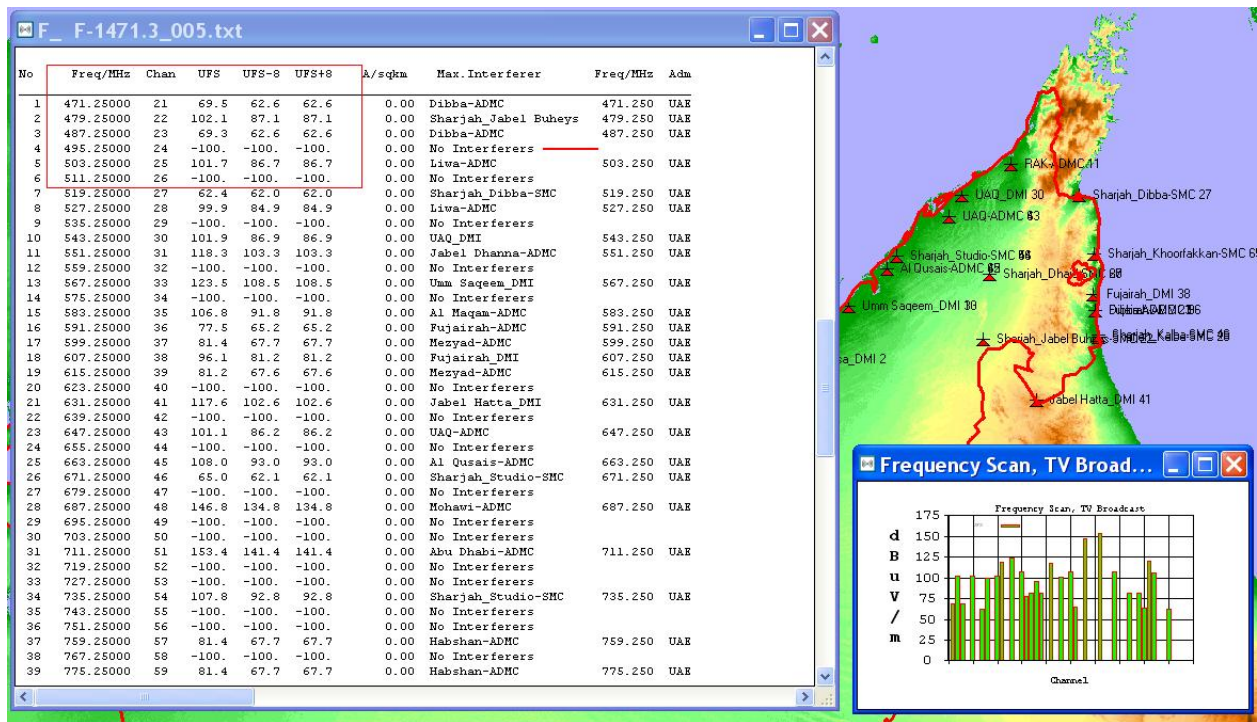 F_ F-1471.3_005.txt
No Freq/MHz Chan UFS UFS-8 UFS+8 A/sqkm Max.Interferer Freq/MHz Adm
1 471.25000 21 69.5 62.6 62.6 0.00 Dibba-ADMC 471.250 UAE
2 479.25000 22 102.1 87.1 87.1 0.00 Sharjah_Jabel Buheys 479.250 UAE
3 487.25000 23 69.3 62.6 62.6 0.00 Dibba-ADMC 487.250 UAE
4 495.25000 24 -100. -100. -100. 0.00 No Interferers
5 503.25000 25 101.7 86.7 86.7 0.00 Liwa-ADMC 503.250 UAE
6 511.25000 26 -100. -100. -100. 0.00 No Interferers
7 519.25000 27 62.4 62.0 62.0 0.00 Sharjah_Dibba-SMC 519.250 UAE
8 527.25000 28 99.9 84.9 84.9 0.00 Liwa-ADMC 527.250 UAE
9 535.25000 29 -100. 100. -100. 0.00 No Interferers
10 543.25000 30 101.9 86.9 86.9 0.00 UAQ_DMI 543.250 UAE
11 551.25000 31 118.3 103.3 103.3 0.00 Jabel Dhanna-ADMC 551.250 UAE
12 559.25000 32 -100. -100. -100. 0.00 No Interferers
13 567.25000 33 123.5 108.5 108.5 0.00 Umm Saqeem_DMI 567.250 UAE
14 575.25000 34 -100. -100. -100. 0.00 No Interferers
15 583.25000 35 106.8 91.8 91.8 0.00 Al Maqam-ADMC 583.250 UAE
16 591.25000 36 77.5 65.2 65.2 0.00 Fujairah-ADMC 591.250 UAE
17 599.25000 37 81.4 67.7 67.7 0.00 Mezyad-ADMC 599.250 UAE
18 607.25000 38 96.1 81.2 81.2 0.00 Fujairah_DMI 607.250 UAE
19 615.25000 39 81.2 67.6 67.6 0.00 Mezyad-ADMC 615.250 UAE
20 623.25000 40 -100. -100. -100. 0.00 No Interferers
21 631.25000 41 117.6 102.6 102.6 0.00 Jabel Hatta_DMI 631.250 UAE
22 639.25000 42 -100. -100. -100. 0.00 No Interferers
23 647.25000 43 101.1 86.2 86.2 0.00 UAQ-ADMC 647.250 UAE
24 655.25000 44 -100. -100. -100. 0.00 No Interferers
25 663.25000 45 108.0 93.0 93.0 0.00 Al Qusais-ADMC 663.250 UAE
26 671.25000 46 65.0 62.1 62.1 0.00 Sharjah_Studio-SMC 671.250 UAE
27 679.25000 47 -100. -100. -100. 0.00 No Interferers
28 687.25000 48 146.8 134.8 134.8 0.00 Mohawi-ADMC 687.250 UAE
29 695.25000 49 -100. -100. -100. 0.00 No Interferers
30 703.25000 50 -100. -100. -100. 0.00 No Interferers
31 711.25000 51 153.4 141.4 141.4 0.00 Abu Dhabi-ADMC 711.250 UAE
32 719.25000 52 -100. -100. -100. 0.00 No Interferers
33 727.25000 53 -100. -100. -100. 0.00 No Interferers
34 735.25000 54 107.8 92.8 92.8 0.00 Sharjah_Studio-SMC 735.250 UAE
35 743.25000 55 -100. -100. -100. 0.00 No Interferers
36 751.25000 56 -100. -100. -100. 0.00 No Interferers
37 759.25000 57 81.4 67.7 67.7 0.00 Habshan-ADMC 759.250 UAE
38 767.25000 58 -100. -100. -100. 0.00 No Interferers
39 775.25000 59 81.4 67.7 67.7 0.00 Habshan-ADMC 775.250 UAE
RAK-ADMC 11
UAQ_DMI 30
Sharjah_Dibba-SMC 27
UAQ-ADMC
Sharjah_Studio-SMC
Sharjah_Khoorfakkan-SMC
Al Qusais-ADMC
Sharjah_Dhaid
Fujairah_DMI 38
Umm Saqeem_DMI
Sharjah_Jabel
Sharjah_Kalba-SMC
_DMI 2
Jabel Hatta_DMI 41
Frequency Scan, TV Broad...
Frequency Scan, TV Broadcast
dBuV/m
175
150
125
100
75
50
25
0
Channel